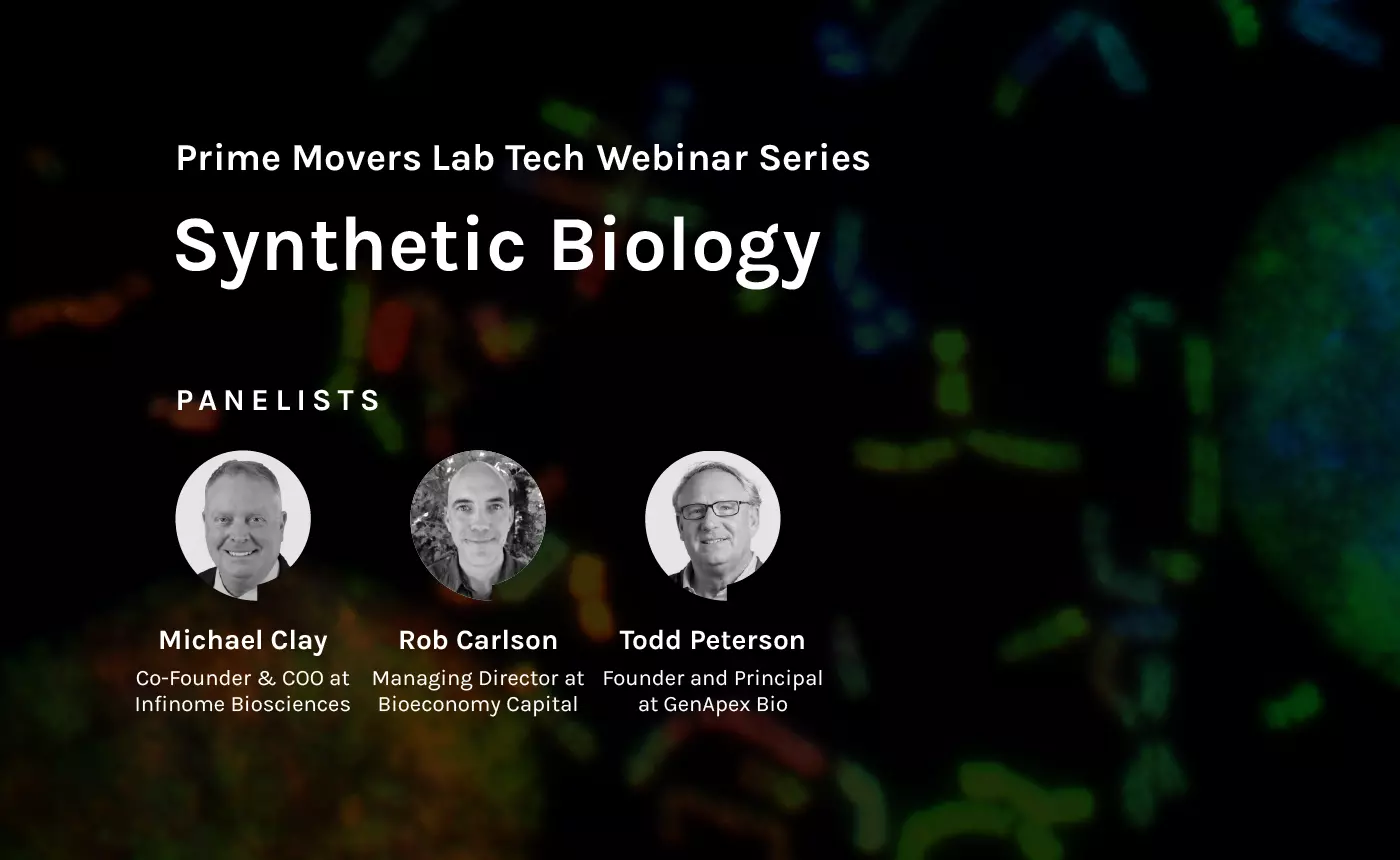 Prime Movers Lab Tech Webinar Series
Synthetic Biology
PANELISTS
Michael Clay
Co-Founder & COO at
Infinome Biosciences
Rob Carlson
Managing Director at
Bioeconomy Capital
Todd Peterson
Founder and Principal
at GenApex Bio